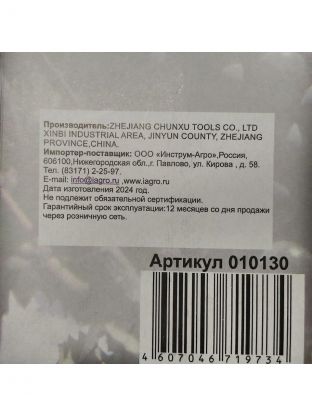 Производитель:ZHEJIANG CHUNXU TOOLS CO., LTD
XINBI INDUSTRIAL AREA, JINYUN COUNTY, ZHEJIANG
PROVINCE,CHINA.
Импортер-поставщик: ООО «Инструм-Агро»,Россия,
606100,Нижегородская обл.,г. Павлово, ул. Кирова , д. 58.
Тел. (83171) 2-25-97.
E-mail: info@iagro.ru ,www.iagro.ru
Дата изготовления 2024 год.
Не подлежит обязательной сертификации.
Гарантийный срок эксплуатации:12 месяцев со дня продажи
через розничную сеть.
Артикул 010130
4607046719734